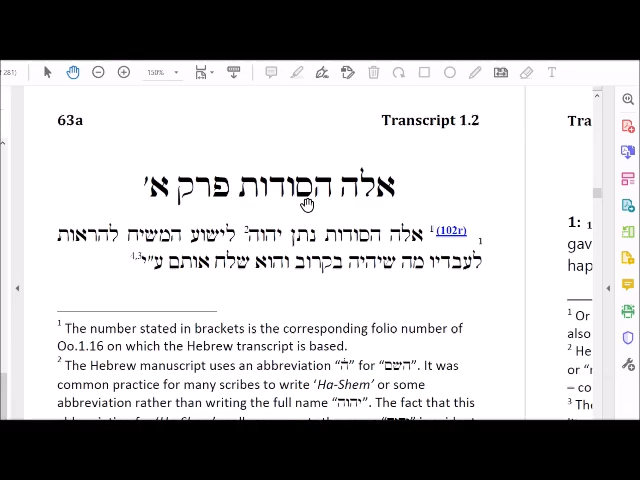 281)
150%
63a
Transcript 1.2
אלה הסודות פרק א׳
1 (102r) 1 אלה הסודות נתן יהוה2 לישוע המשיח להראות
לעבדיו מה שיהיה בקרוב והוא שלח אותם ע״י4,3
1 The number stated in brackets is the corresponding folio number of
Oo.1.16 on which the Hebrew transcript is based.
2 The Hebrew manuscript uses an abbreviation "הׄ" for "השם". It was
common practice for many scribes to write 'Ha-Shem' or some
abbreviation rather than writing the full name "יהוה". The fact that this
Tra
1: 1
gav
hap
1 Or
also
2 He
or "
– co
3 The